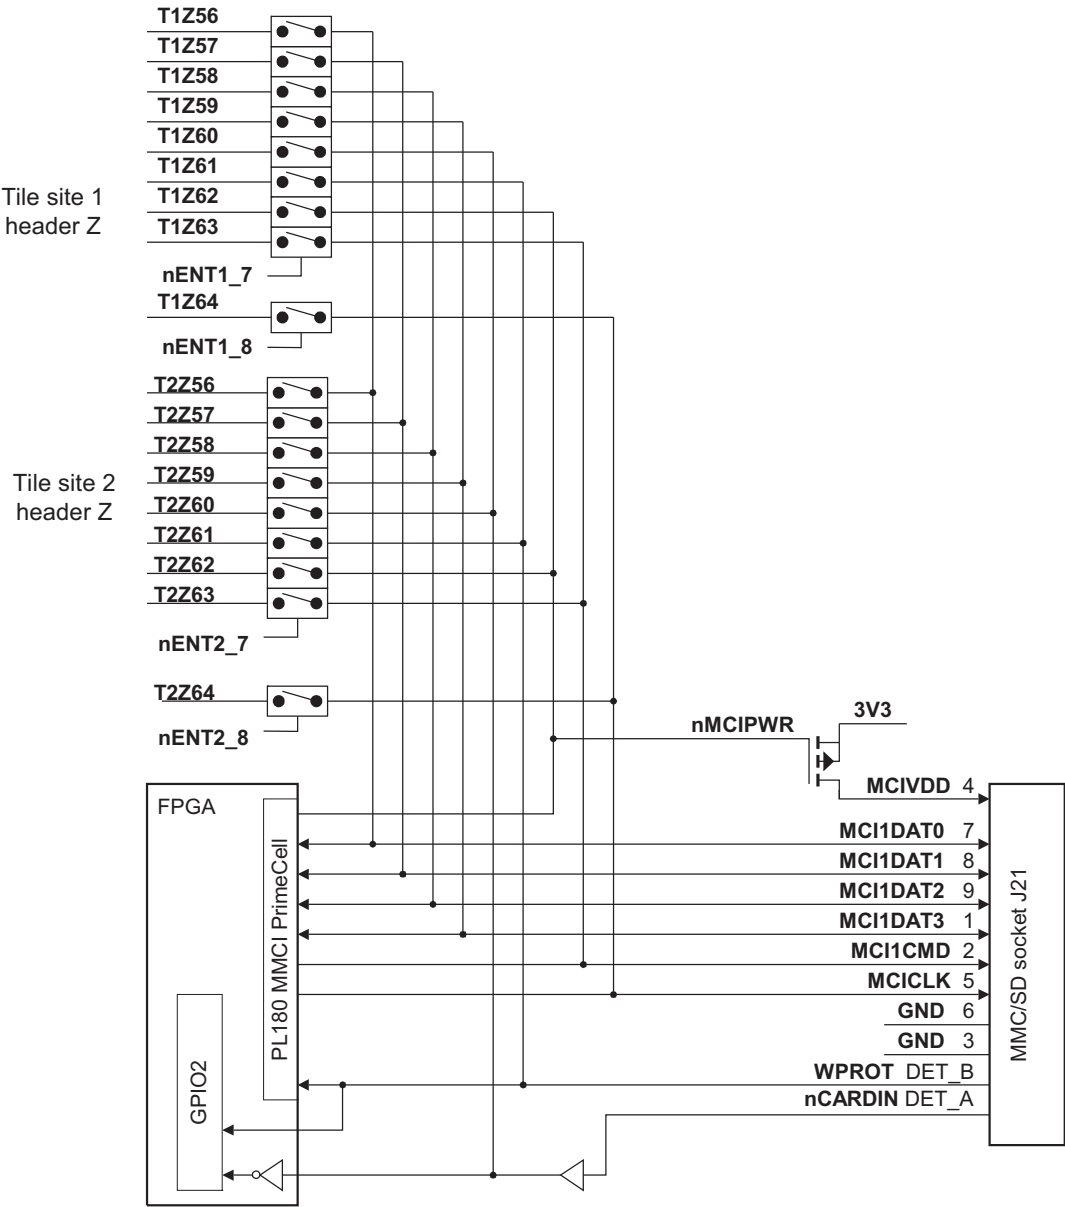 T1Z56
T1Z57
T1Z58
T1Z59
T1Z60
T1Z61
T1Z62
T1Z63
Tile site 1
header Z
nENT1_7
T1Z64
nENT1_8
T2Z56
T2Z57
T2Z58
T2Z59
T2Z60
T2Z61
T2Z62
T2Z63
Tile site 2
header Z
nENT2_7
T2Z64
nENT2_8
nMCIPWR
3V3
FPGA
PL180 MMCI PrimeCell
GPIO2
MCIVDD 4
MCI1DAT0 7
MCI1DAT1 8
MCI1DAT2 9
MCI1DAT3 1
MCI1CMD 2
MCICLK 5
GND 6
GND 3
WPROT DET_B
nCARDIN DET_A
MMC/SD socket J21